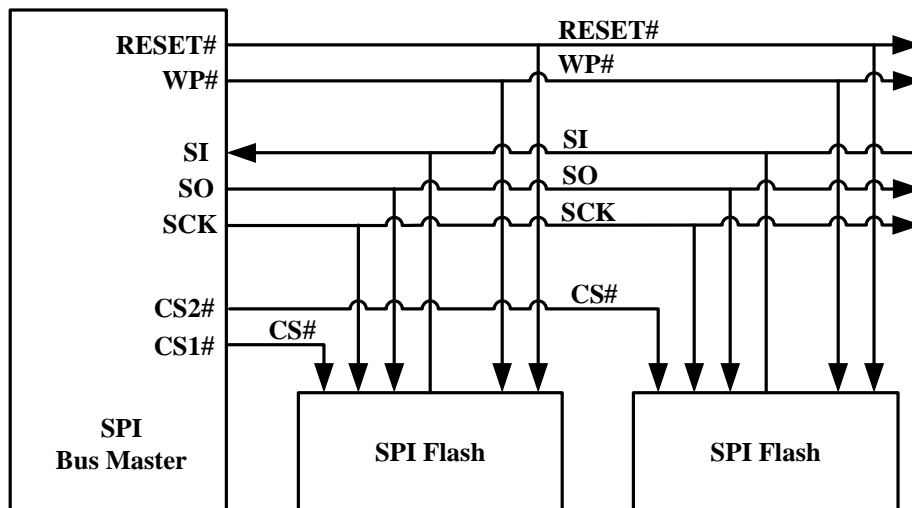 RESET#
RESET#
WP#
WP#
SI
SI
SO
SO
SCK
SCK
CS2#
CS#
CS1#
CS#
SPI
Bus Master
SPI Flash
SPI Flash